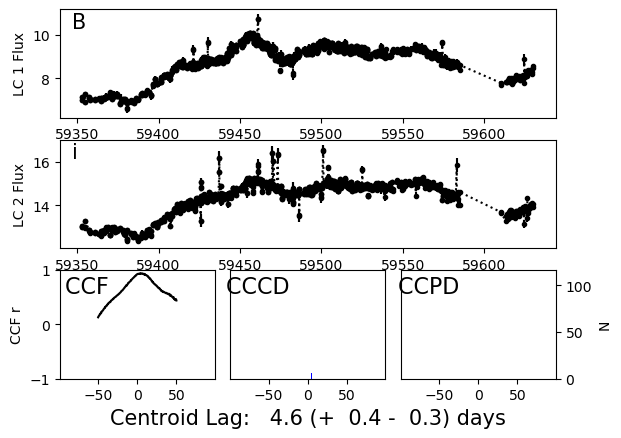 B
LC 1 Flux
10
8
59350 59400 59450 59500 59550 59600
i
LC 2 Flux
16
14
59350 59400 59450 59500 59550 59600
CCF CCCD CCPD
CCF r
1
0
−1
100
50
0
N
−50 0 50 −50 0 50 −50 0 50
Centroid Lag: 4.6 (+ 0.4 - 0.3) days